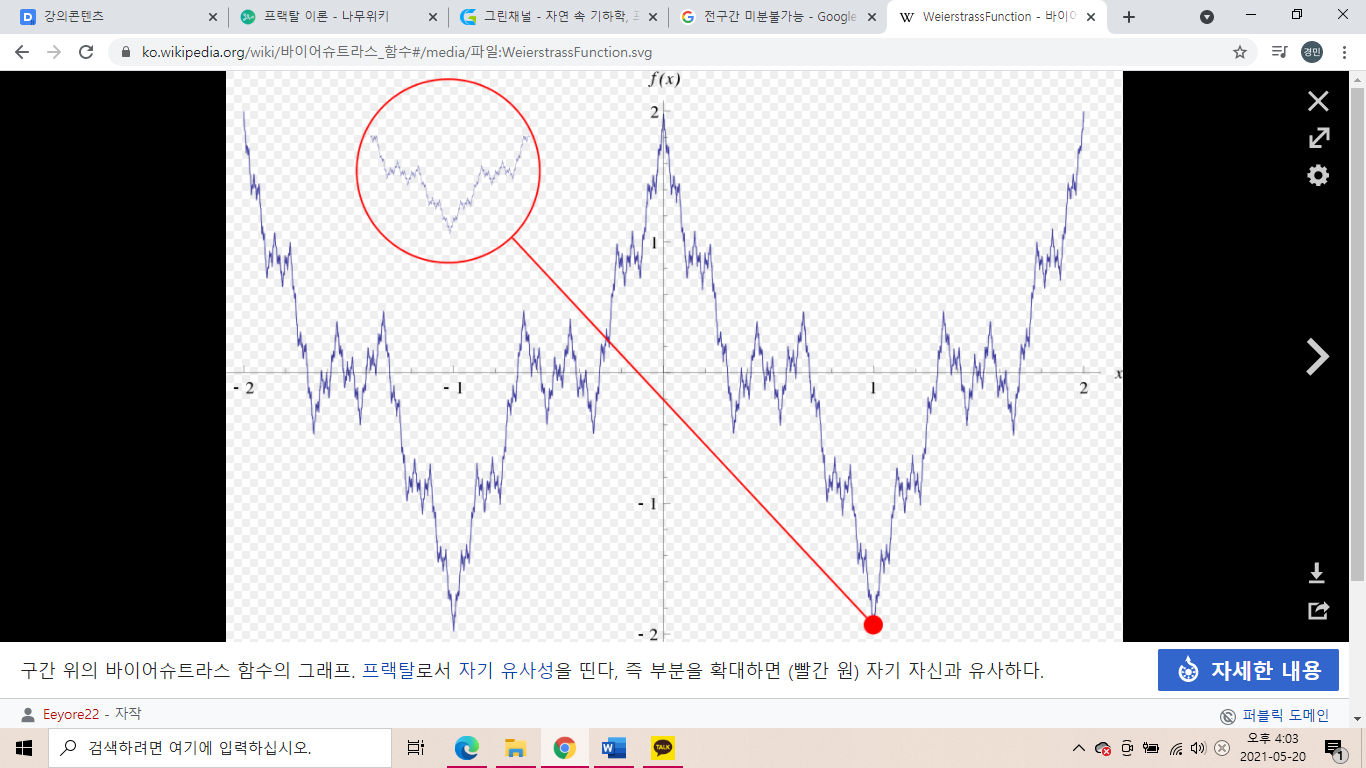 강의콘텐츠
프랙탈 이론 - 나무위키
그린채널 - 자연 속 기하학,
전구간 미분불가능 - Google
WeierstrassFunction - 바이어
ko.wikipedia.org/wiki/바이어슈트라스_함수#/media/파일:WeierstrassFunction.svg
경민
f(x)
2
1
- 2
- 1
1
2
x
- 1
- 2
구간 위의 바이어슈트라스 함수의 그래프. 프랙탈로서 자기 유사성을 띤다, 즉 부분을 확대하면 (빨간 원) 자기 자신과 유사하다.
자세한 내용
Eeyore22 - 자작
퍼블릭 도메인
검색하려면 여기에 입력하십시오.
W
TALK
오후 4:03
2021-05-20
1